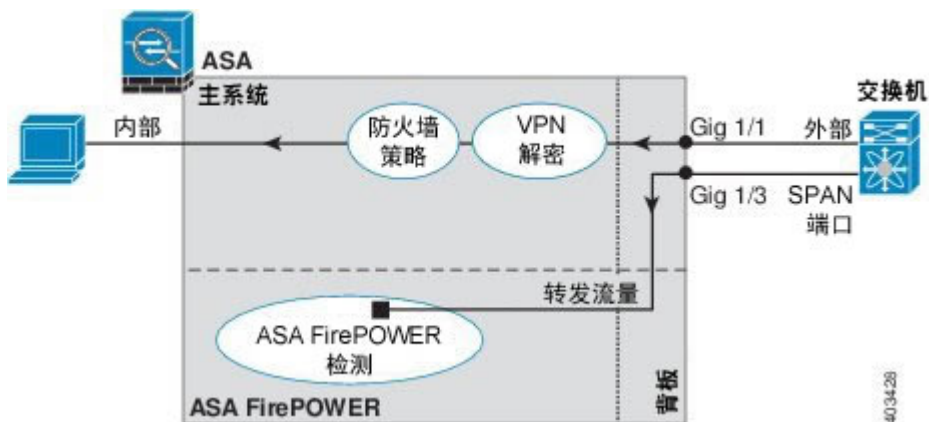 ASA
主系统
交换机
内部
防火墙
策略
VPN
解密
Gig 1/1
外部
Gig 1/3
SPAN
端口
转发流量
ASA FirePOWER
检测
ASA FirePOWER
背板
403428